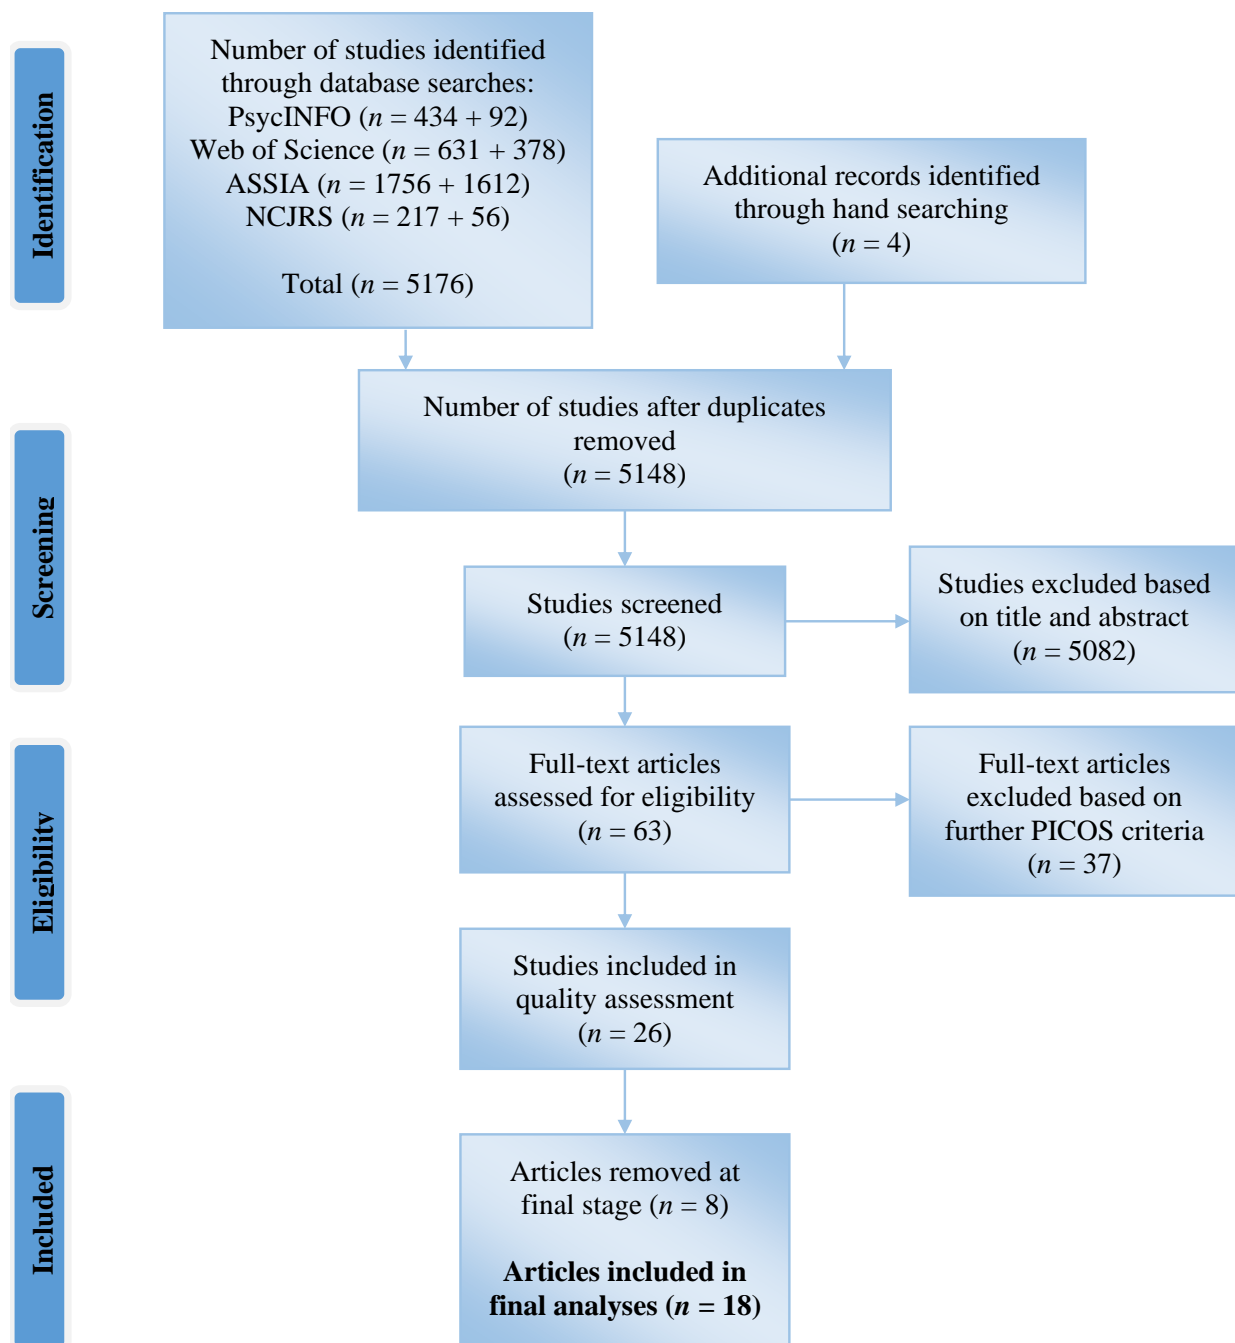 Identification
Number of studies identified
through database searches:
PsycINFO (n = 434 + 92)
Web of Science (n = 631 + 378)
ASSIA (n = 1756 + 1612)
NCJRS (n = 217 + 56)
Total (n = 5176)
Additional records identified
through hand searching
(n = 4)
Screening
Number of studies after duplicates
removed
(n = 5148)
Studies screened
(n = 5148)
Studies excluded based
on title and abstract
(n = 5082)
Eligibility
Full-text articles
assessed for eligibility
(n = 63)
Full-text articles
excluded based on
further PICOS criteria
(n = 37)
Studies included in
quality assessment
(n = 26)
Included
Articles removed at
final stage (n = 8)
Articles included in
final analyses (n = 18)